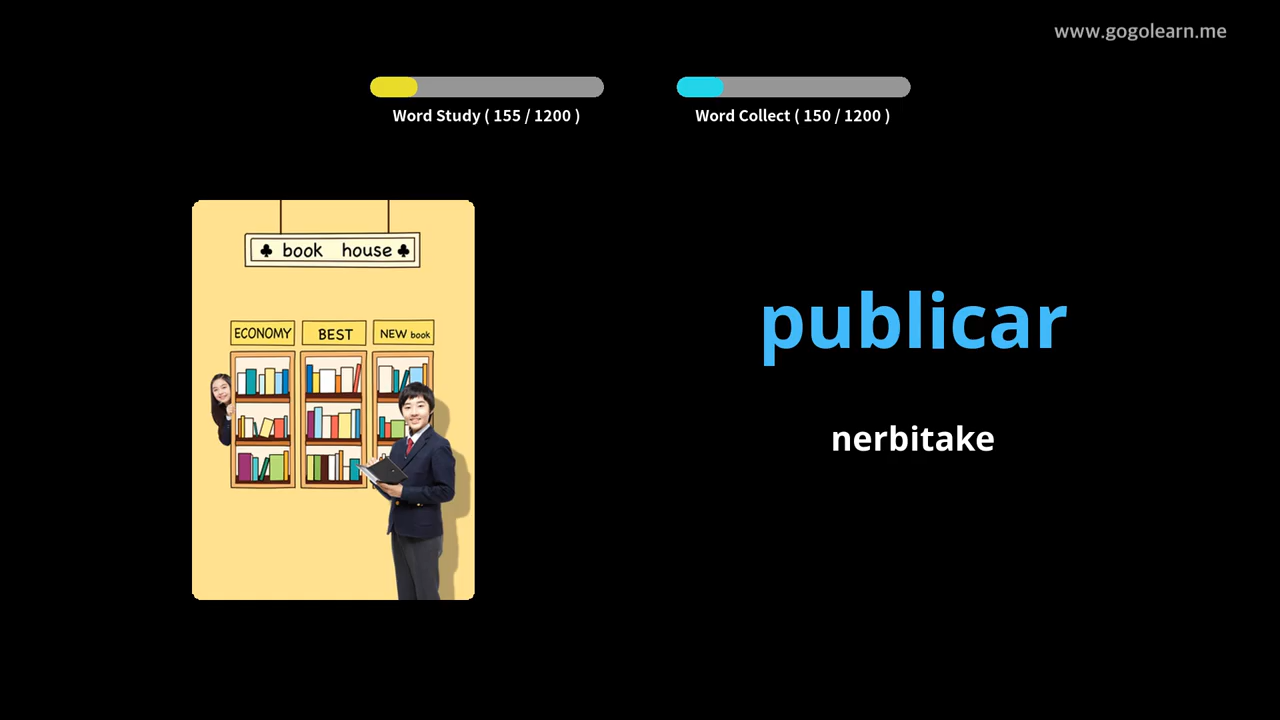 www.gogolearn.me
Word Study ( 155 / 1200 )
Word Collect ( 150 / 1200 )
♣ book house ♣
ECONOMY
BEST
NEW book
publicar
nerbitake